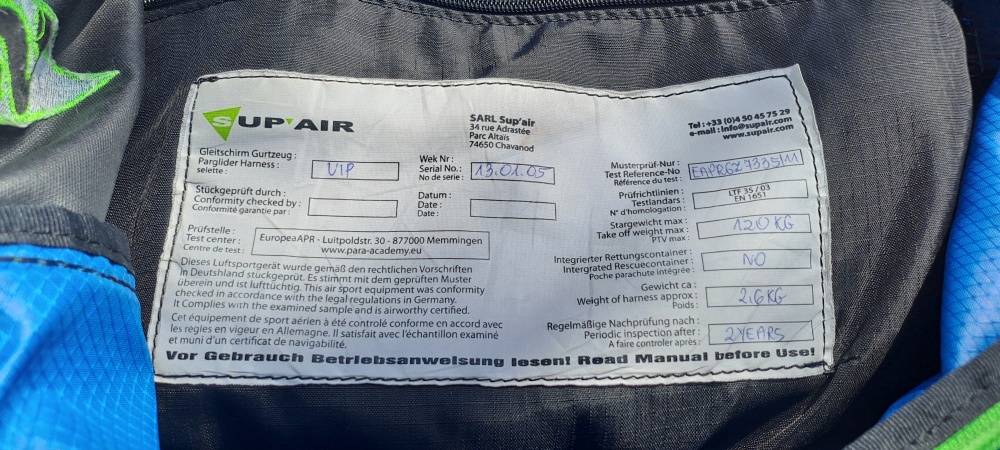 SUP'AIR
SARL Sup'air
34 rue Adrastée
Parc Altaïs
74650 Chavanod
Tel : +33 (0)4 50 45 75 29
e-mail : info@supair.com
www.supair.com
Gleitschirm Gurtzeug :
Parglider Harness :
selette :
VIP
Wek Nr :
Serial No. :
No de serie :
13.01.05
Stückgeprüft durch :
Conformity checked by :
Conformité garantie par :
Datum :
Date :
Date :
Prüfstelle :
Test center :
Centre de test :
EuropeaAPR - Luitpoldstr. 30 - 877000 Memmingen
www.para-academy.eu
Dieses Luftsportgerät wurde gemäß den rechtlichen Vorschriften
in Deutschland stückgeprüft. Es stimmt mit dem geprüften Muster
überein und ist lufttüchtig. This air sport equipment was conformity
checked in accordance with the legal regulations in Germany.
It Complies with the examined sample and is airworthy certified.
Cet équipement de sport aérien à été controlé conforme en accord avec
les règles en vigeur en Allemagne. Il satisfait avec l'échantillon examiné
et muni d'un certificat de navigabilité.
Musterprüf-Nur :
Test Reference-No
Référence du test :
Prüfrichtlinien :
Testlandars :
N° d'homologation :
LTF 35 / 03
EN 1651
Stargewicht max :
Take off weight max :
PTV max :
120 KG
Integrierter Rettungscontainer :
Intergrated Rescuecontainer :
Poche parachute intégrée :
NO
Gewicht ca :
Weight of harness approx :
Poids :
2,6 KG
Regelmäßige Nachprüfung nach :
Periodic inspection after :
A faire controler après :
2 YEARS
Vor Gebrauch Betriebsanweisung lesen! Read Manual before Use!